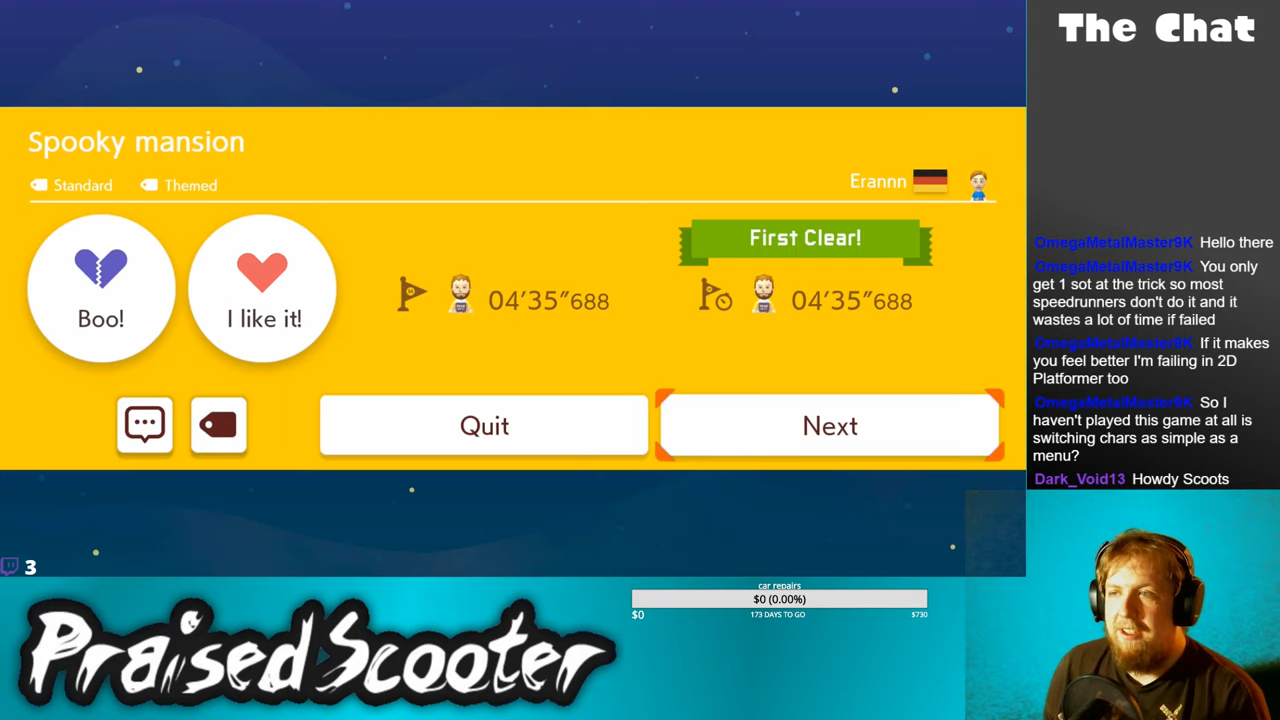 The Chat
Spooky mansion
Standard
Themed
Erannn
First Clear!
Boo!
I like it!
04'35"688
04'35"688
Quit
Next
OmegaMetalMaster9K Hello there
OmegaMetalMaster9K You only
get 1 sot at the trick so most
speedrunners don't do it and it
wastes a lot of time if failed
OmegaMetalMaster9K If it makes
you feel better I'm failing in 2D
Platformer too
OmegaMetalMaster9K So I
haven't played this game at all is
switching chars as simple as a
menu?
Dark_Void13 Howdy Scoots
3
car repairs
$0 (0.00%)
$0
173 DAYS TO GO
$730
PraisedScooter